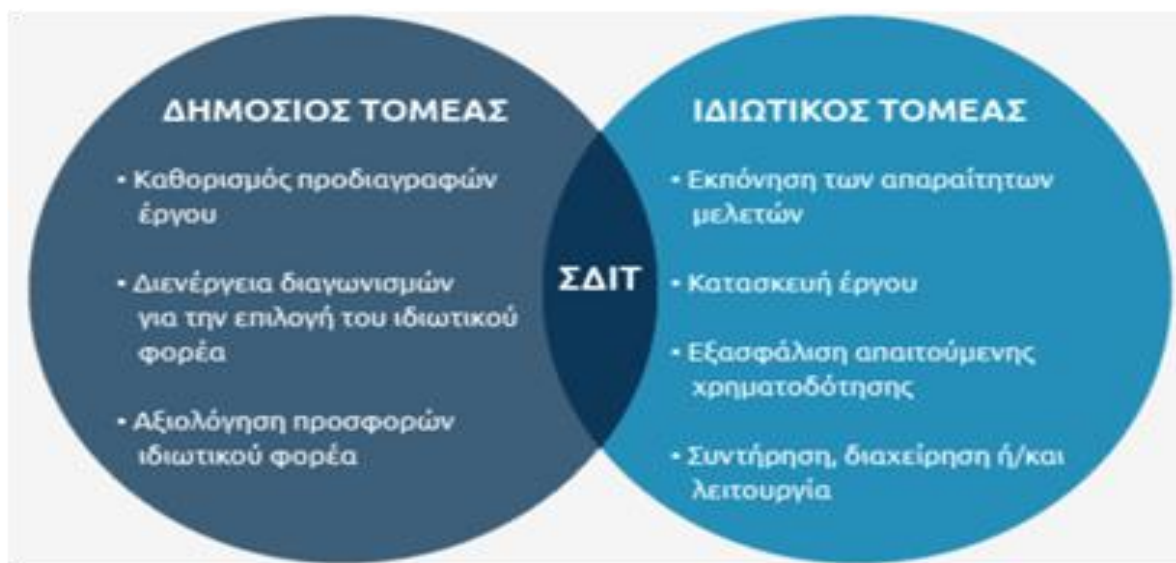 ΔΗΜΟΣΙΟΣ ΤΟΜΕΑΣ
• Καθορισμός προδιαγραφών
έργου
• Διενέργεια διαγωνισμών
για την επιλογή του ιδιωτικού
φορέα
• Αξιολόγηση προσφορών
ιδιωτικού φορέα
ΣΔΙΤ
ΙΔΙΩΤΙΚΟΣ ΤΟΜΕΑΣ
• Εκπόνηση των απαραίτητων
μελετών
• Κατασκευή έργου
• Εξασφάλιση απαιτούμενης
χρηματοδότησης
• Συντήρηση, διαχείρηση ή/και
λειτουργία